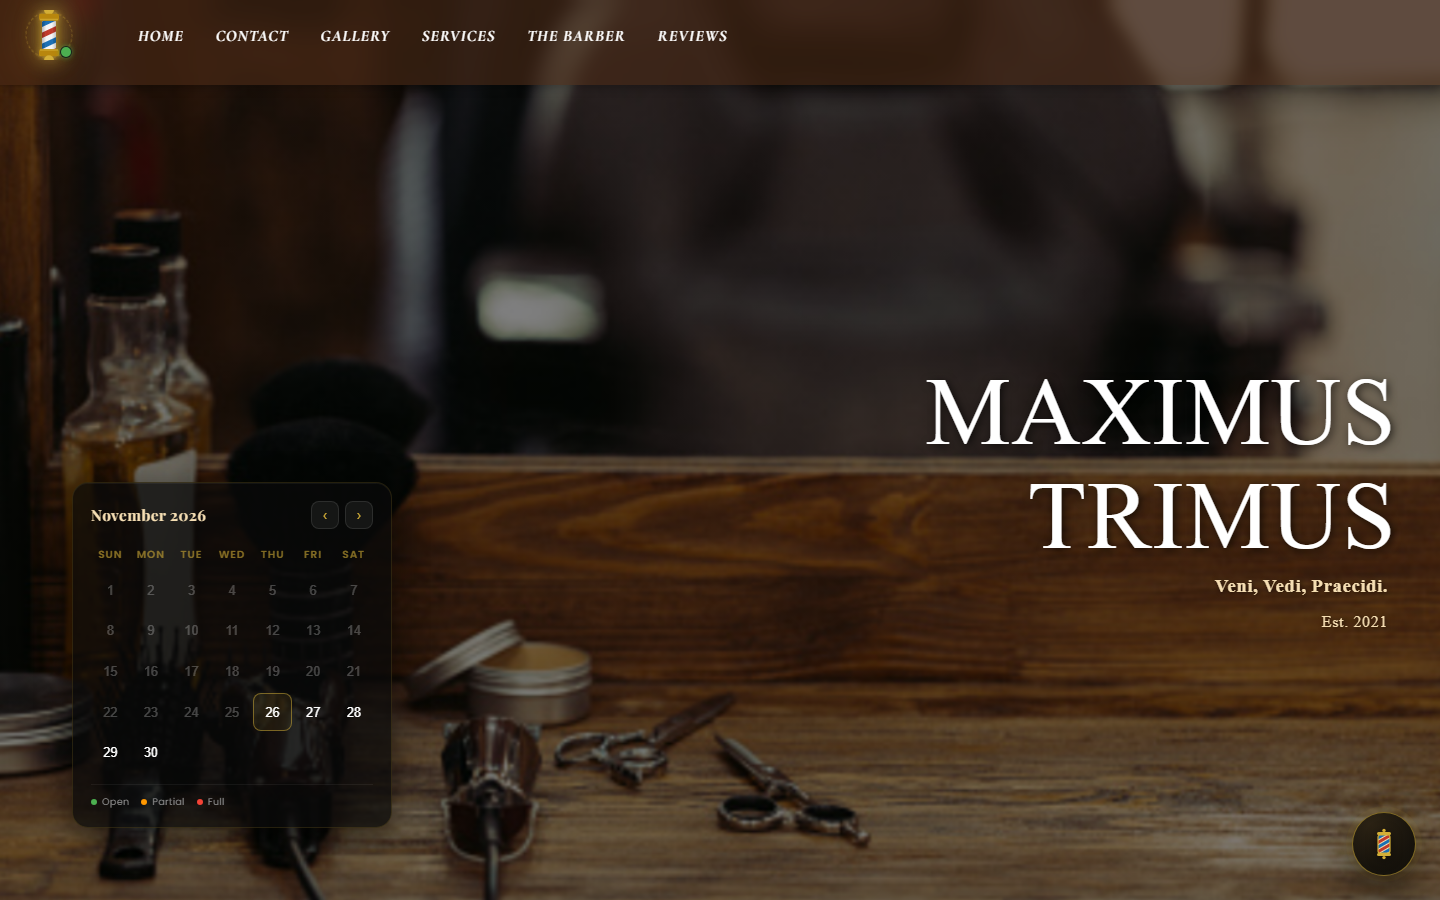 HOME CONTACT GALLERY SERVICES THE BARBER REVIEWS
MAXIMUS
TRIMUS
Veni, Vedi, Praecidi.
Est. 2021
November 2026 ‹ ›
SUN MON TUE WED THU FRI SAT
1 2 3 4 5 6 7
8 9 10 11 12 13 14
15 16 17 18 19 20 21
22 23 24 25 26 27 28
29 30
Open Partial Full